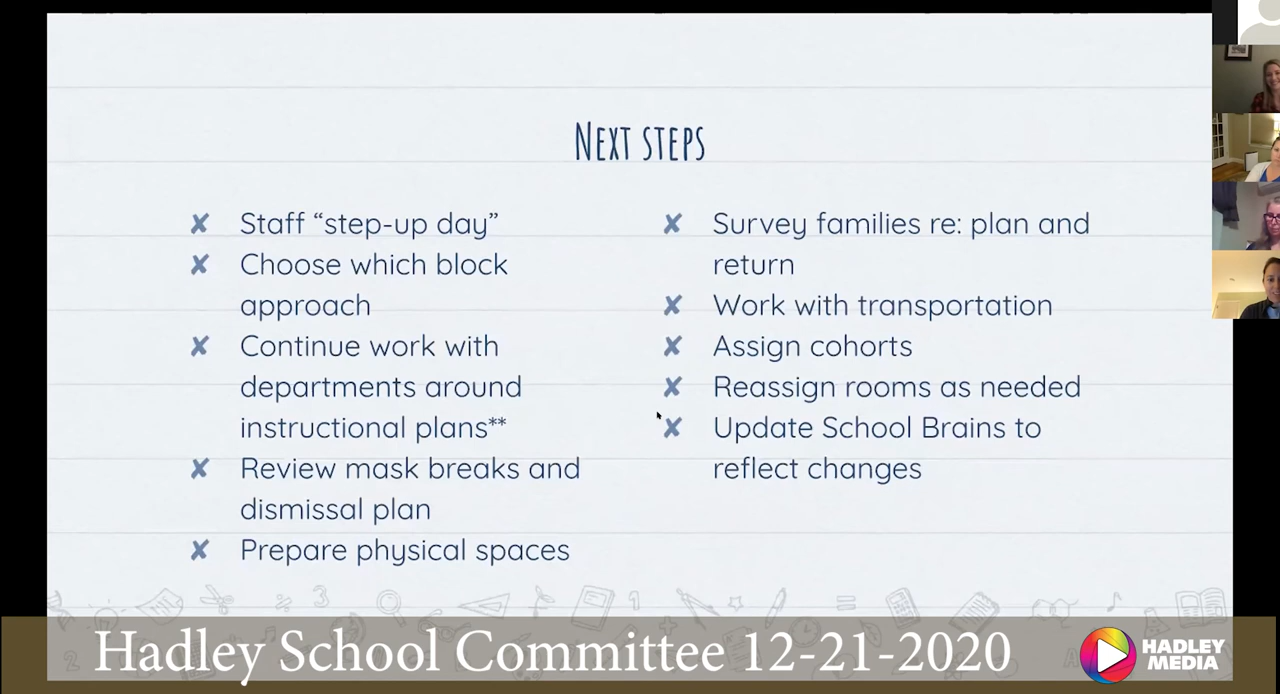 Next steps
✘ Staff “step-up day”
✘ Choose which block
approach
✘ Continue work with
departments around
instructional plans**
✘ Review mask breaks and
dismissal plan
✘ Prepare physical spaces
✘ Survey families re: plan and
return
✘ Work with transportation
✘ Assign cohorts
✘ Reassign rooms as needed
✘ Update School Brains to
reflect changes
Hadley School Committee 12-21-2020
HADLEY
MEDIA